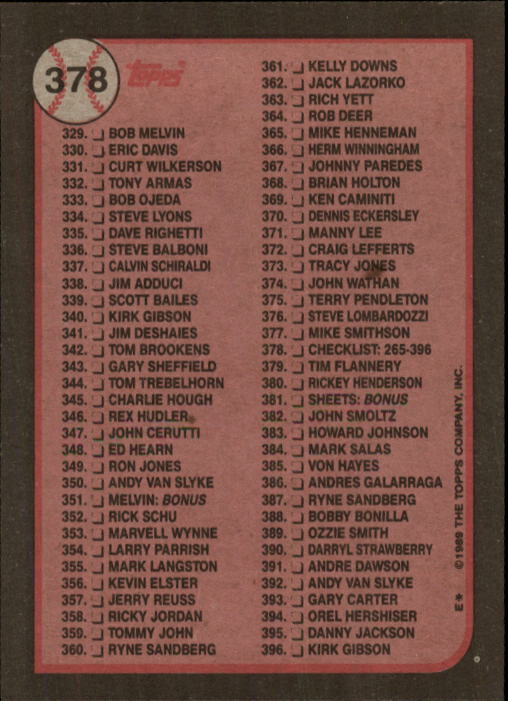 378
TOPPS
329. BOB MELVIN
330. ERIC DAVIS
331. CURT WILKERSON
332. TONY ARMAS
333. BOB OJEDA
334. STEVE LYONS
335. DAVE RIGHETTI
336. STEVE BALBONI
337. CALVIN SCHIRALDI
338. JIM ADDUCI
339. SCOTT BAILES
340. KIRK GIBSON
341. JIM DESHAIES
342. TOM BROOKENS
343. GARY SHEFFIELD
344. TOM TREBELHORN
345. CHARLIE HOUGH
346. REX HUDLER
347. JOHN CERUTTI
348. ED HEARN
349. RON JONES
350. ANDY VAN SLYKE
351. MELVIN: BONUS
352. RICK SCHU
353. MARVELL WYNNE
354. LARRY PARRISH
355. MARK LANGSTON
356. KEVIN ELSTER
357. JERRY REUSS
358. RICKY JORDAN
359. TOMMY JOHN
360. RYNE SANDBERG
361. KELLY DOWNS
362. JACK LAZORKO
363. RICH YETT
364. ROB DEER
365. MIKE HENNEMAN
366. HERM WINNINGHAM
367. JOHNNY PAREDES
368. BRIAN HOLTON
369. KEN CAMINITI
370. DENNIS ECKERSLEY
371. MANNY LEE
372. CRAIG LEFFERTS
373. TRACY JONES
374. JOHN WATHAN
375. TERRY PENDLETON
376. STEVE LOMBARDOZZI
377. MIKE SMITHSON
378. CHECKLIST: 265-396
379. TIM FLANNERY
380. RICKEY HENDERSON
381. SHEETS: BONUS
382. JOHN SMOLTZ
383. HOWARD JOHNSON
384. MARK SALAS
385. VON HAYES
386. ANDRES GALARRAGA
387. RYNE SANDBERG
388. BOBBY BONILLA
389. OZZIE SMITH
390. DARRYL STRAWBERRY
391. ANDRE DAWSON
392. ANDY VAN SLYKE
393. GARY CARTER
394. OREL HERSHISER
395. DANNY JACKSON
396. KIRK GIBSON
E* ©1989 THE TOPPS COMPANY, INC.